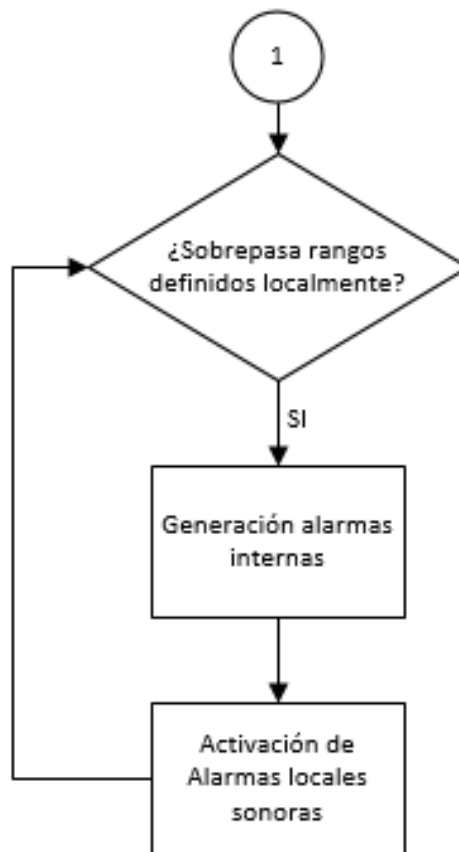 1
¿Sobrepasa rangos
definidos localmente?
SI
Generación alarmas
internas
Activación de
Alarmas locales
sonoras